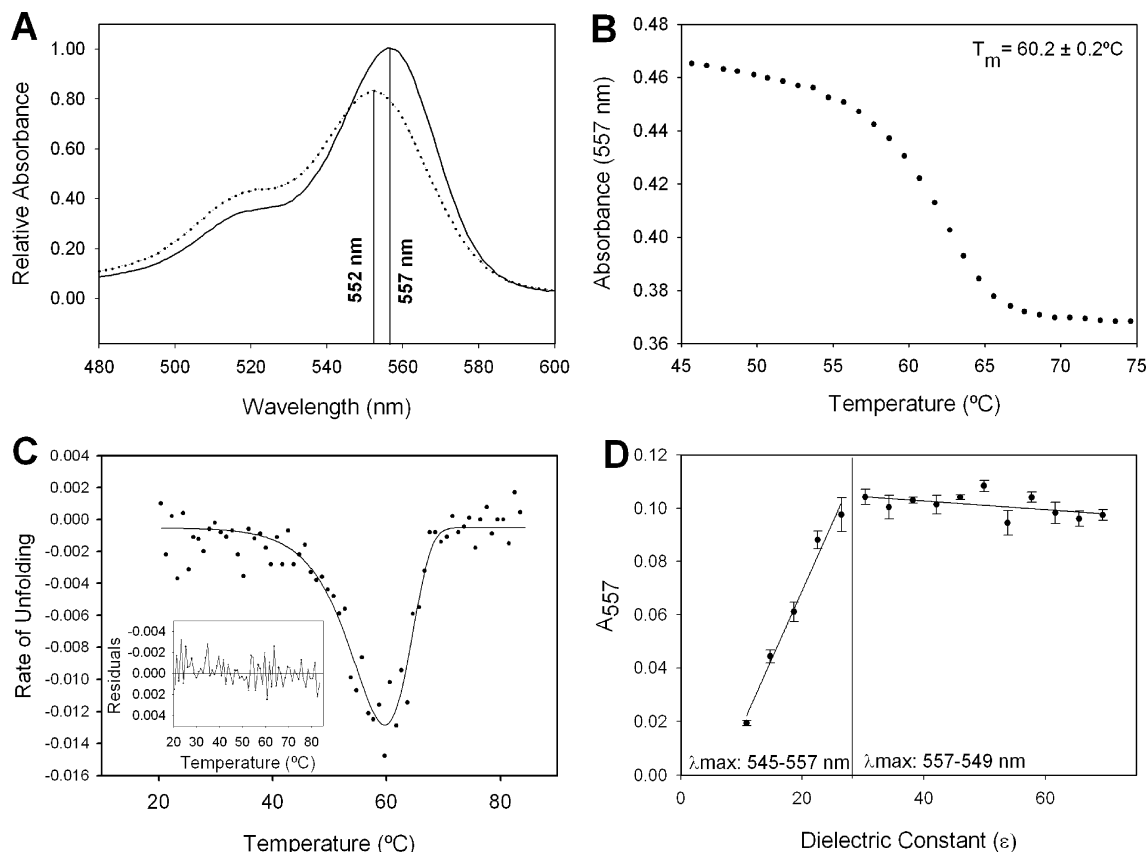 A
1.00
0.80
0.60
0.40
0.20
0.00
Relative Absorbance
552 nm
557 nm
480 500 520 540 560 580 600
Wavelength (nm)
B
Tm= 60.2 ± 0.2ºC
0.48
0.46
0.44
0.42
0.40
0.38
0.36
Absorbance (557 nm)
45 50 55 60 65 70 75
Temperature (ºC)
C
0.004
0.002
0.000
-0.002
-0.004
-0.006
-0.008
-0.010
-0.012
-0.014
-0.016
Rate of Unfolding
-0.004
-0.002
0.000
0.002
0.004
Residuals
20 30 40 50 60 70 80
Temperature (ºC)
20 40 60 80
Temperature (ºC)
D
0.12
0.10
0.08
0.06
0.04
0.02
0.00
A557
λmax: 545-557 nm
λmax: 557-549 nm
0 20 40 60
Dielectric Constant (ε)